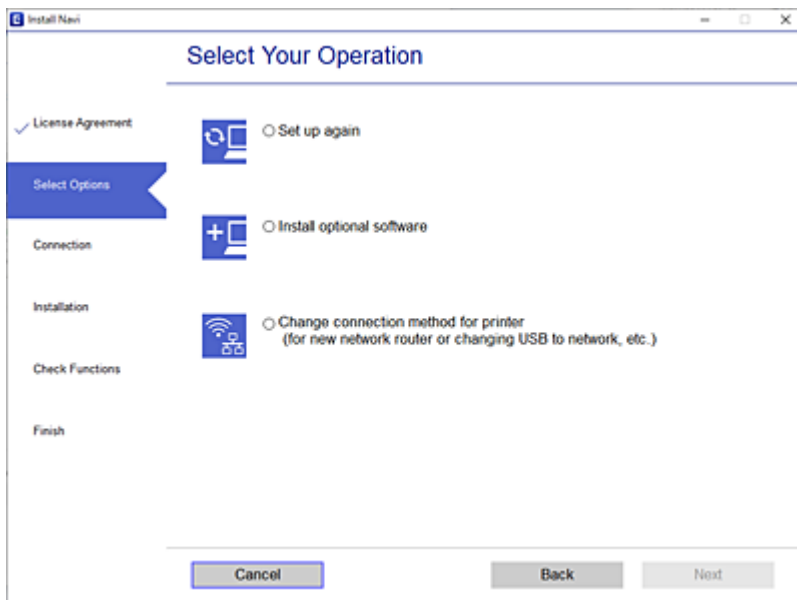 Install Navi
Select Your Operation
License Agreement
Select Options
Connection
Installation
Check Functions
Finish
Set up again
Install optional software
Change connection method for printer
(for new network router or changing USB to network, etc.)
Cancel
Back
Next